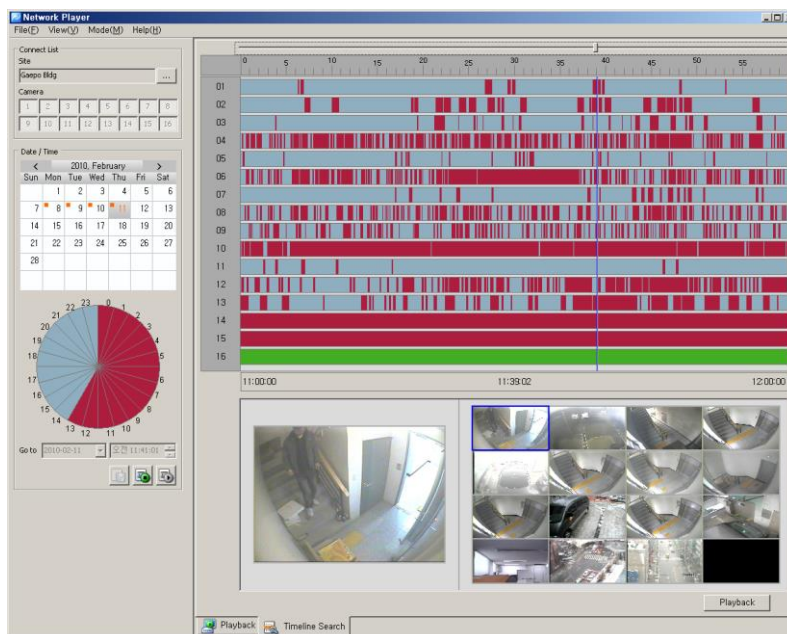 Network Player
File(F) View(V) Mode(M) Help(H)
Connect List
Site
Gaepo Bldg ...
Camera
1 2 3 4 5 6 7 8
9 10 11 12 13 14 15 16
Date / Time
< 2010, February >
Sun Mon Tue Wed Thu Fri Sat
1 2 3 4 5 6
7 8 9 10 11 12 13
14 15 16 17 18 19 20
21 22 23 24 25 26 27
28
0 1 2 3 4 5 6 7 8 9 10 11 12 13 14 15 16 17 18 19 20 21 22 23
Go to 2010-02-11 오전 11:41:01
0 5 10 15 20 25 30 35 40 45 50 55
01
02
03
04
05
06
07
08
09
10
11
12
13
14
15
16
11:00:00 11:39:02 12:00:00
Playback
Playback Timeline Search